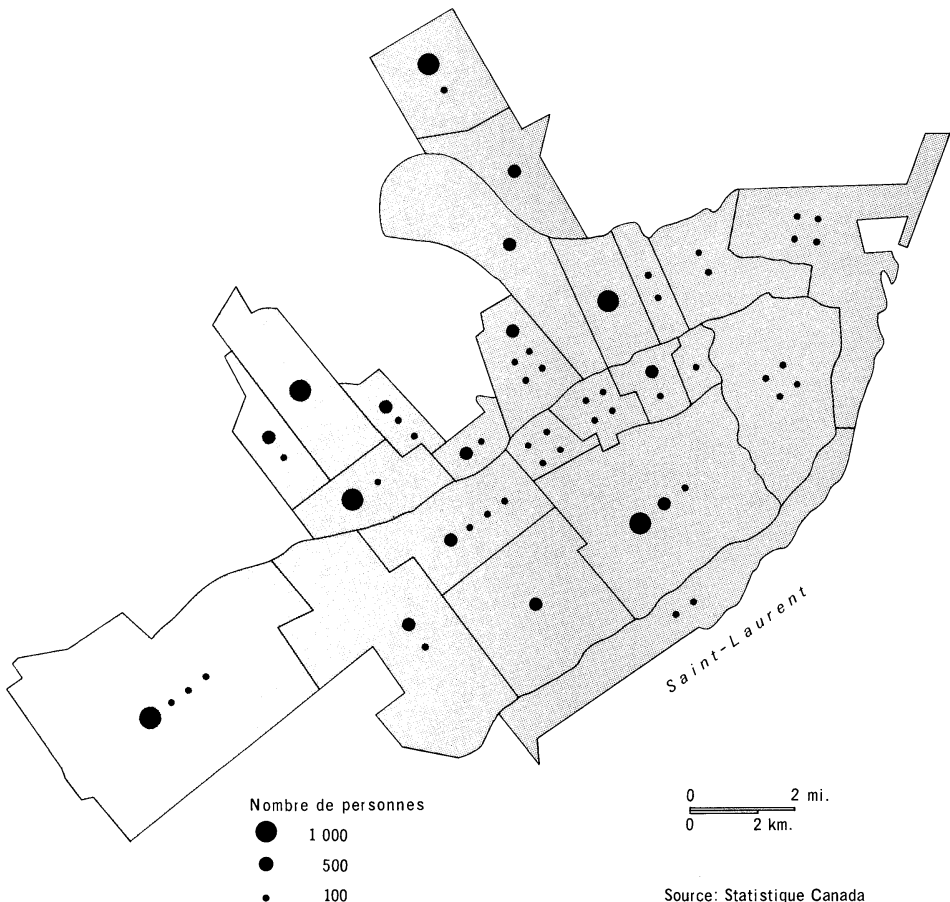 Saint-Laurent
Nombre de personnes
1 000
500
100
0 2 mi.
0 2 km.
Source: Statistique Canada